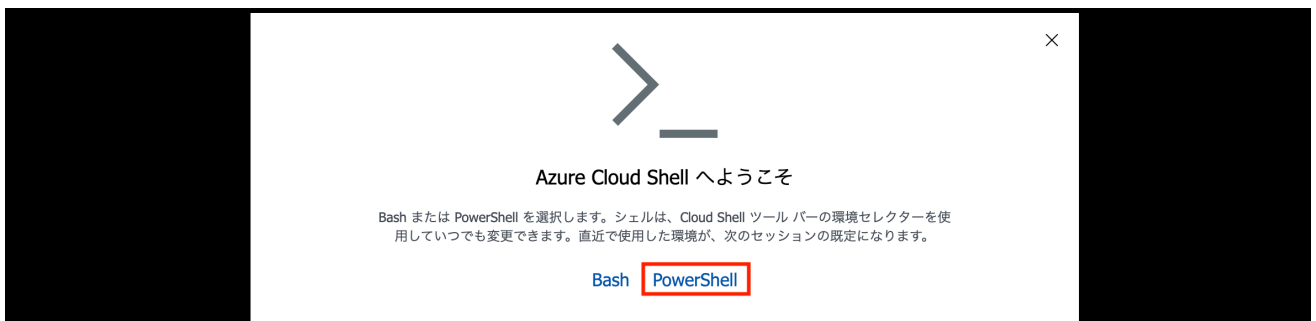 Azure Cloud Shell へようこそ
Bash または PowerShell を選択します。シェルは、Cloud Shell ツール バーの環境セレクターを使
用していつでも変更できます。直近で使用した環境が、次のセッションの既定になります。
Bash PowerShell